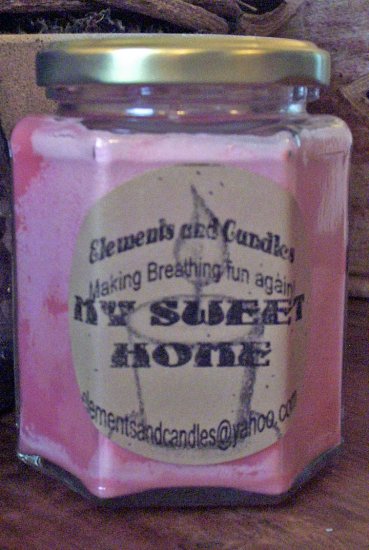 Elements and Candles
Making Breathing fun again!
MY SWEET
HOME
elementsandcandles@yahoo.com